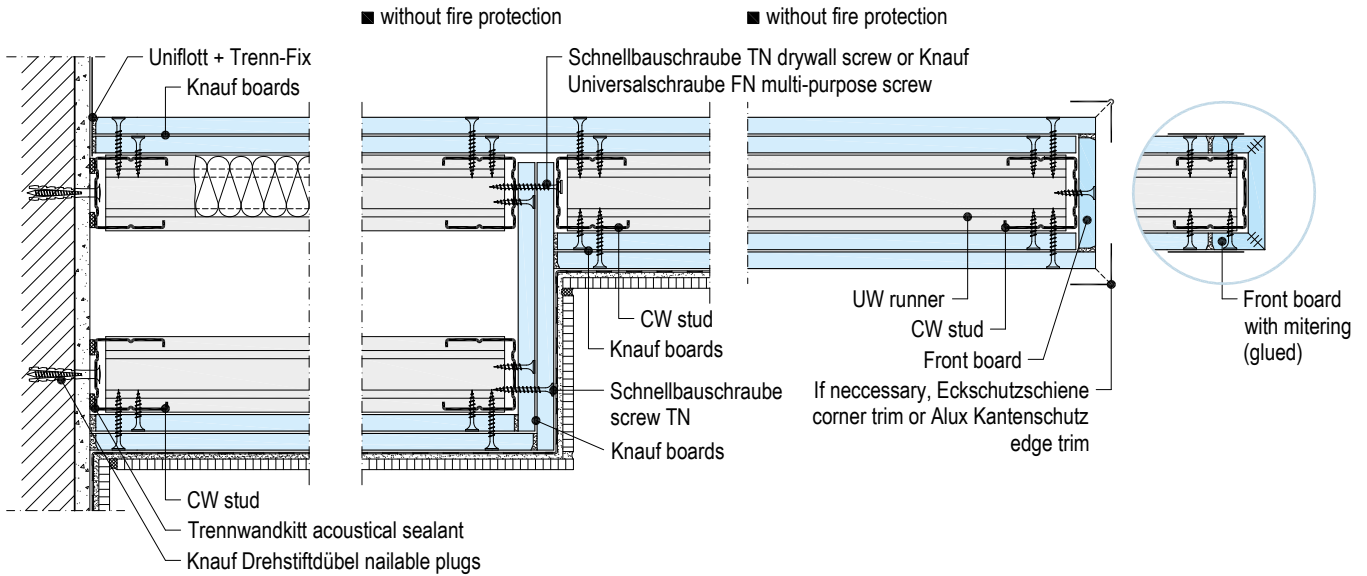 ■ without fire protection
■ without fire protection
Uniflott + Trenn-Fix
Knauf boards
Schnellbauschraube TN drywall screw or Knauf
Universalschraube FN multi-purpose screw
CW stud
Knauf boards
Schnellbauschraube
screw TN
Knauf boards
UW runner
CW stud
Front board
If neccessary, Eckschutzschiene
corner trim or Alux Kantenschutz
edge trim
Front board
with mitering
(glued)
CW stud
Trennwandkitt acoustical sealant
Knauf Drehstiftdübel nailable plugs